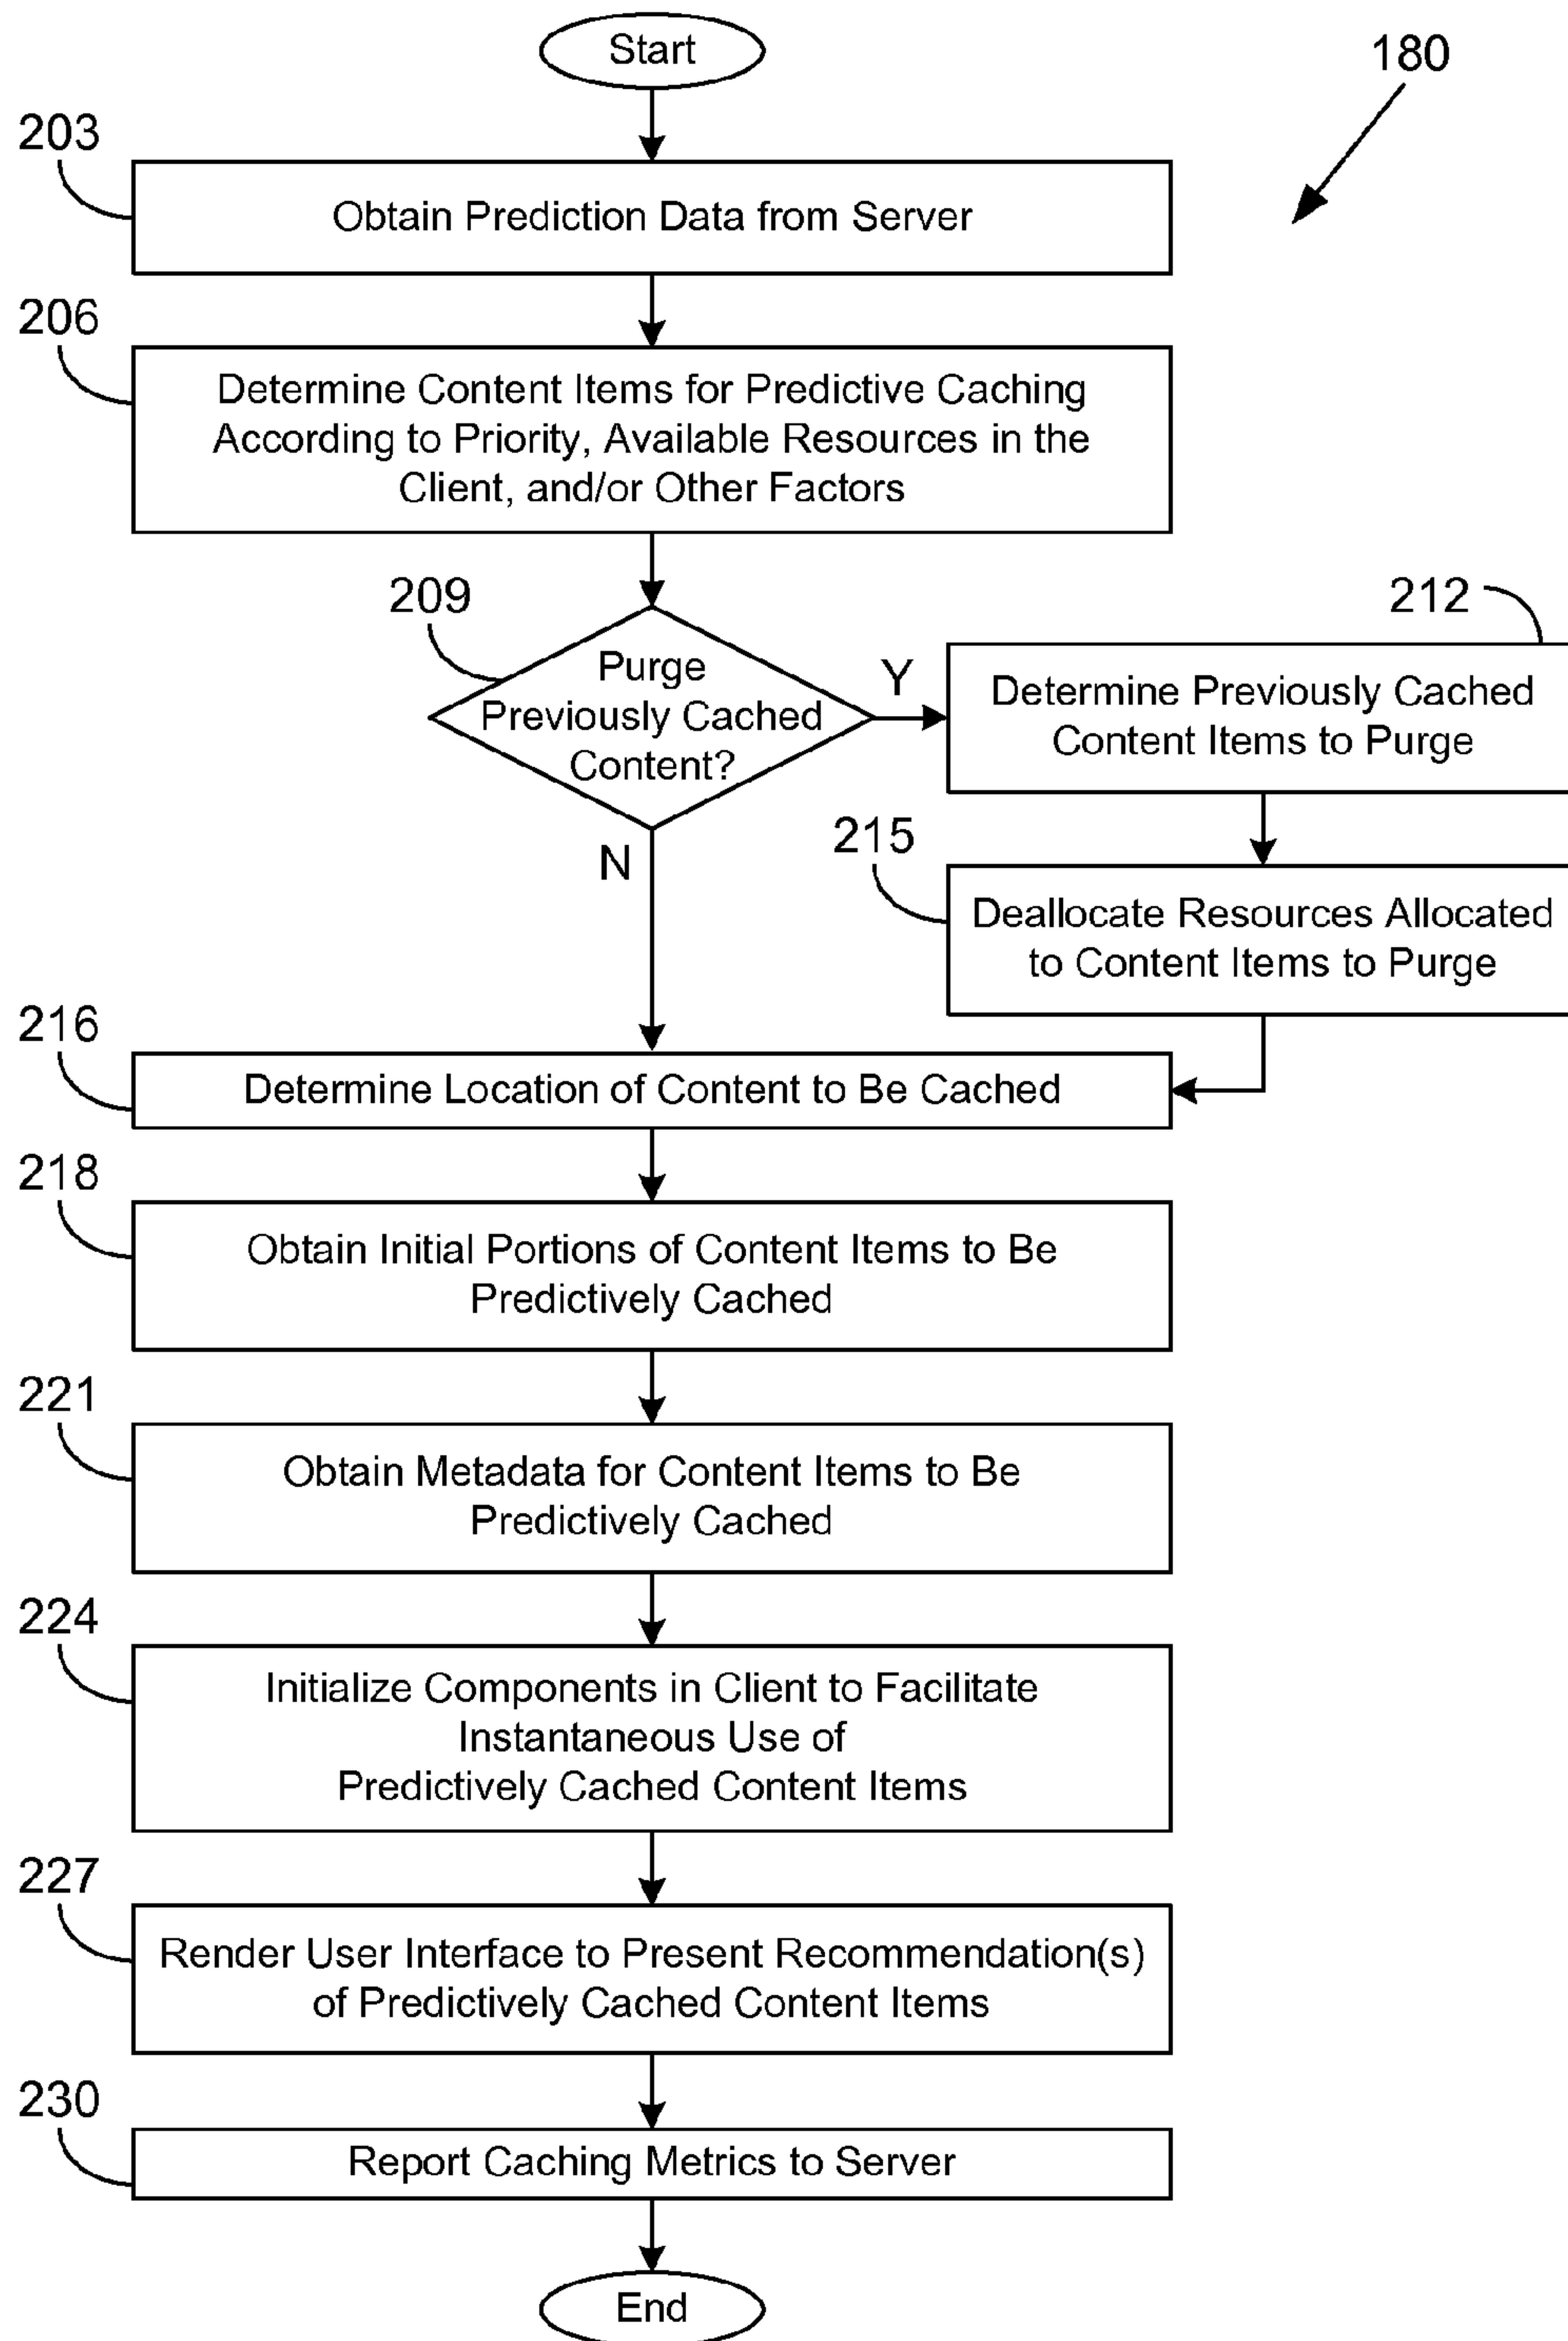 Start
180
203
Obtain Prediction Data from Server
206
Determine Content Items for Predictive Caching
According to Priority, Available Resources in the
Client, and/or Other Factors
209
Purge
Previously Cached
Content?
Y
N
212
Determine Previously Cached
Content Items to Purge
215
Deallocate Resources Allocated
to Content Items to Purge
216
Determine Location of Content to Be Cached
218
Obtain Initial Portions of Content Items to Be
Predictively Cached
221
Obtain Metadata for Content Items to Be
Predictively Cached
224
Initialize Components in Client to Facilitate
Instantaneous Use of
Predictively Cached Content Items
227
Render User Interface to Present Recommendation(s)
of Predictively Cached Content Items
230
Report Caching Metrics to Server
End